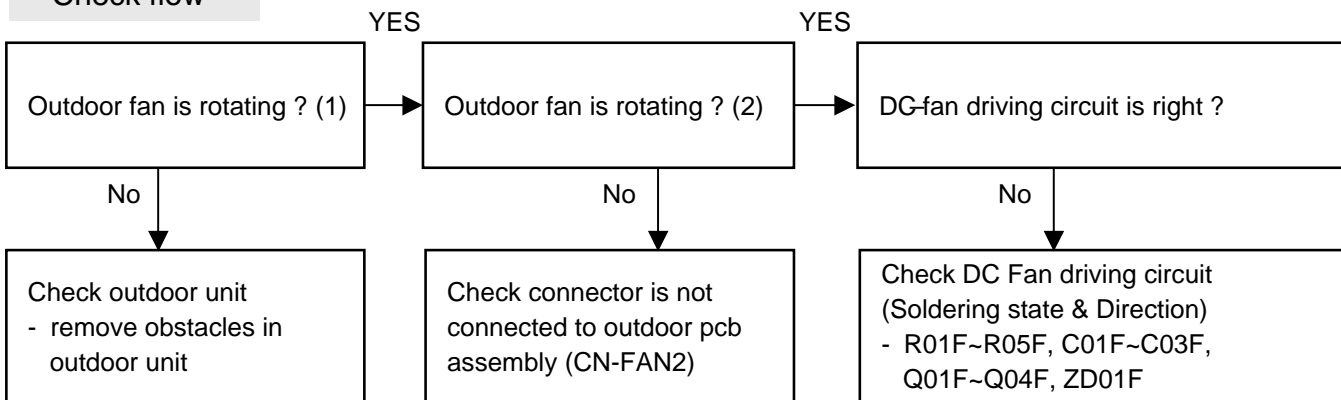 Check flow
YES
YES
Outdoor fan is rotating ? (1)
Outdoor fan is rotating ? (2)
DC-fan driving circuit is right ?
No
No
No
Check outdoor unit
- remove obstacles in
outdoor unit
Check connector is not
connected to outdoor pcb
assembly (CN-FAN2)
Check DC Fan driving circuit
(Soldering state & Direction)
- R01F~R05F, C01F~C03F,
Q01F~Q04F, ZD01F